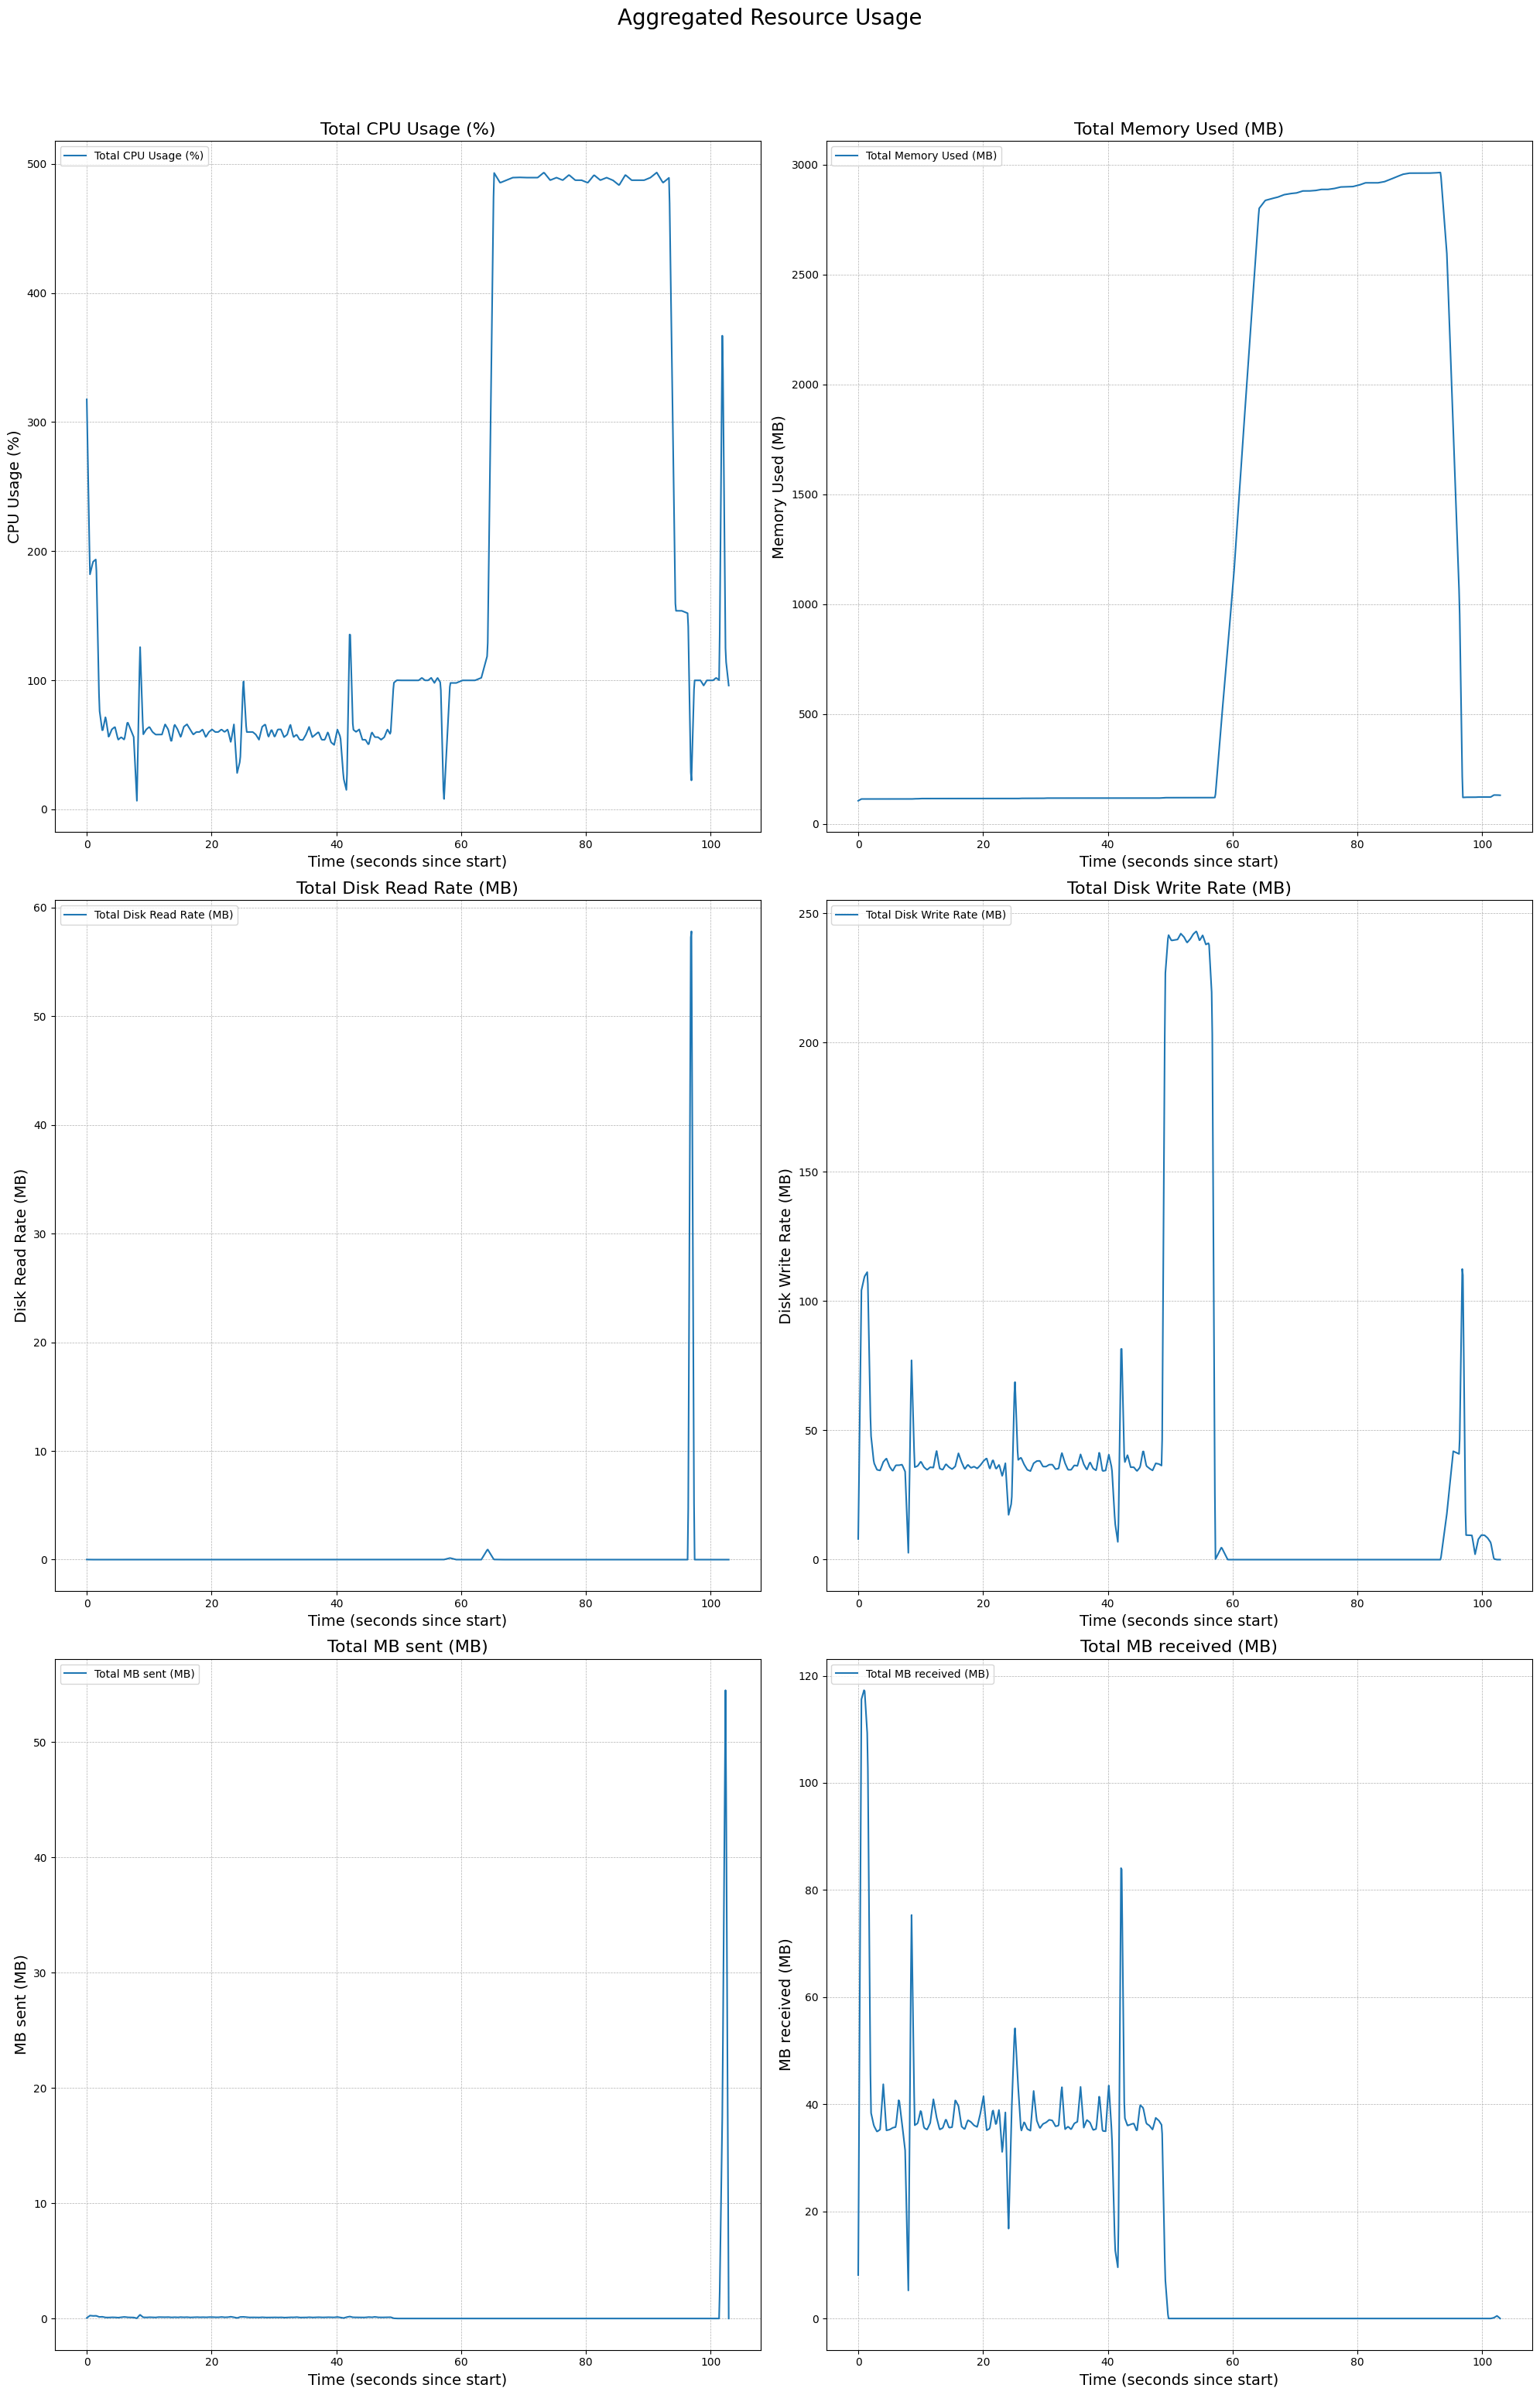 Aggregated Resource Usage
Total CPU Usage (%)
Total CPU Usage (%)
CPU Usage (%)
500
400
300
200
100
0
0 20 40 60 80 100
Time (seconds since start)
Total Memory Used (MB)
Total Memory Used (MB)
Memory Used (MB)
3000
2500
2000
1500
1000
500
0
0 20 40 60 80 100
Time (seconds since start)
Total Disk Read Rate (MB)
Total Disk Read Rate (MB)
Disk Read Rate (MB)
60
50
40
30
20
10
0
0 20 40 60 80 100
Time (seconds since start)
Total Disk Write Rate (MB)
Total Disk Write Rate (MB)
Disk Write Rate (MB)
250
200
150
100
50
0
0 20 40 60 80 100
Time (seconds since start)
Total MB sent (MB)
Total MB sent (MB)
MB sent (MB)
50
40
30
20
10
0
0 20 40 60 80 100
Time (seconds since start)
Total MB received (MB)
Total MB received (MB)
MB received (MB)
120
100
80
60
40
20
0
0 20 40 60 80 100
Time (seconds since start)